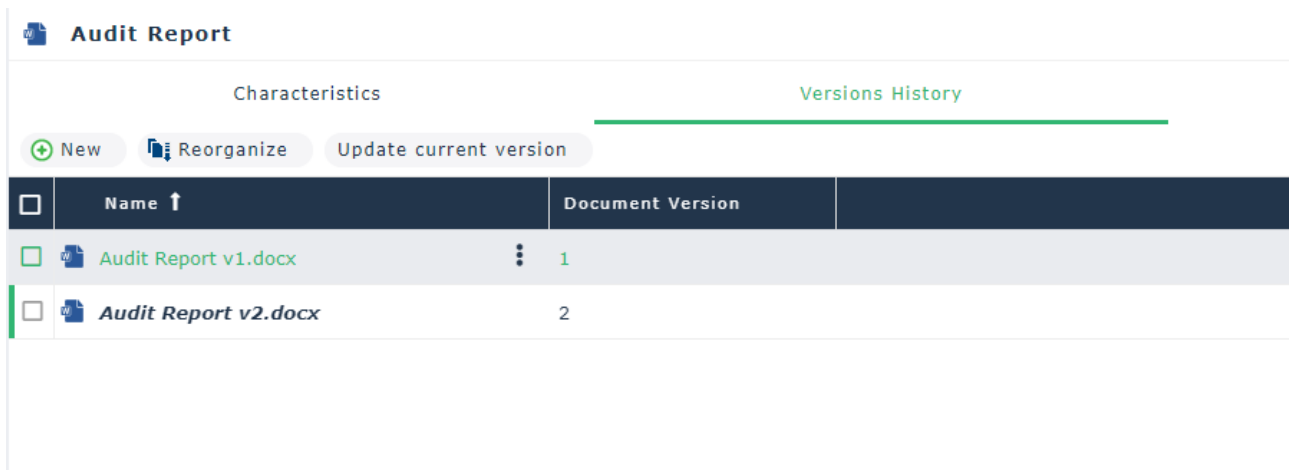 Audit Report
Characteristics Versions History
New Reorganize Update current version
Name Document Version
Audit Report v1.docx 1
Audit Report v2.docx 2